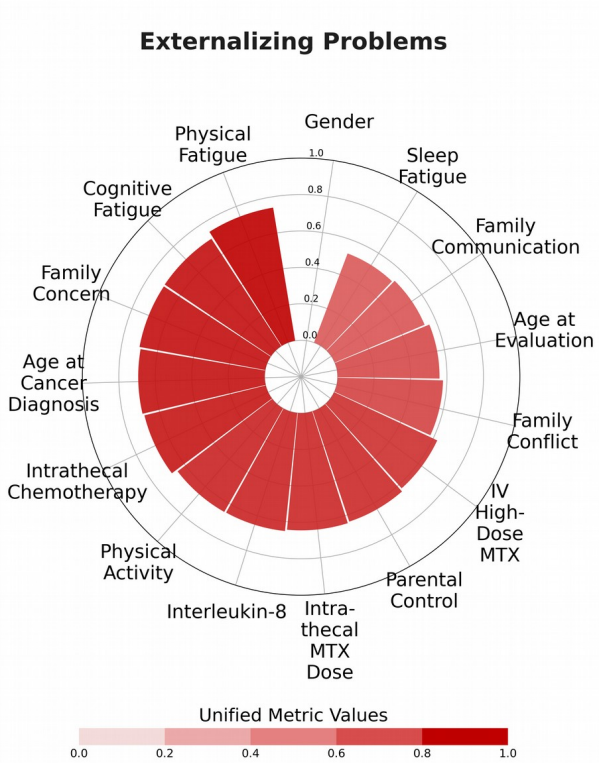 Externalizing Problems
Gender
Physical
Fatigue
Sleep
Fatigue
Cognitive
Fatigue
Family
Communication
Family
Concern
Age at
Evaluation
Age at
Cancer
Diagnosis
Family
Conflict
Intrathecal
Chemotherapy
IV
High-
Dose
MTX
Physical
Activity
Parental
Control
Interleukin-8
Intra-
thecal
MTX
Dose
1.0
0.8
0.6
0.4
0.2
0.0
Unified Metric Values
0.0 0.2 0.4 0.6 0.8 1.0